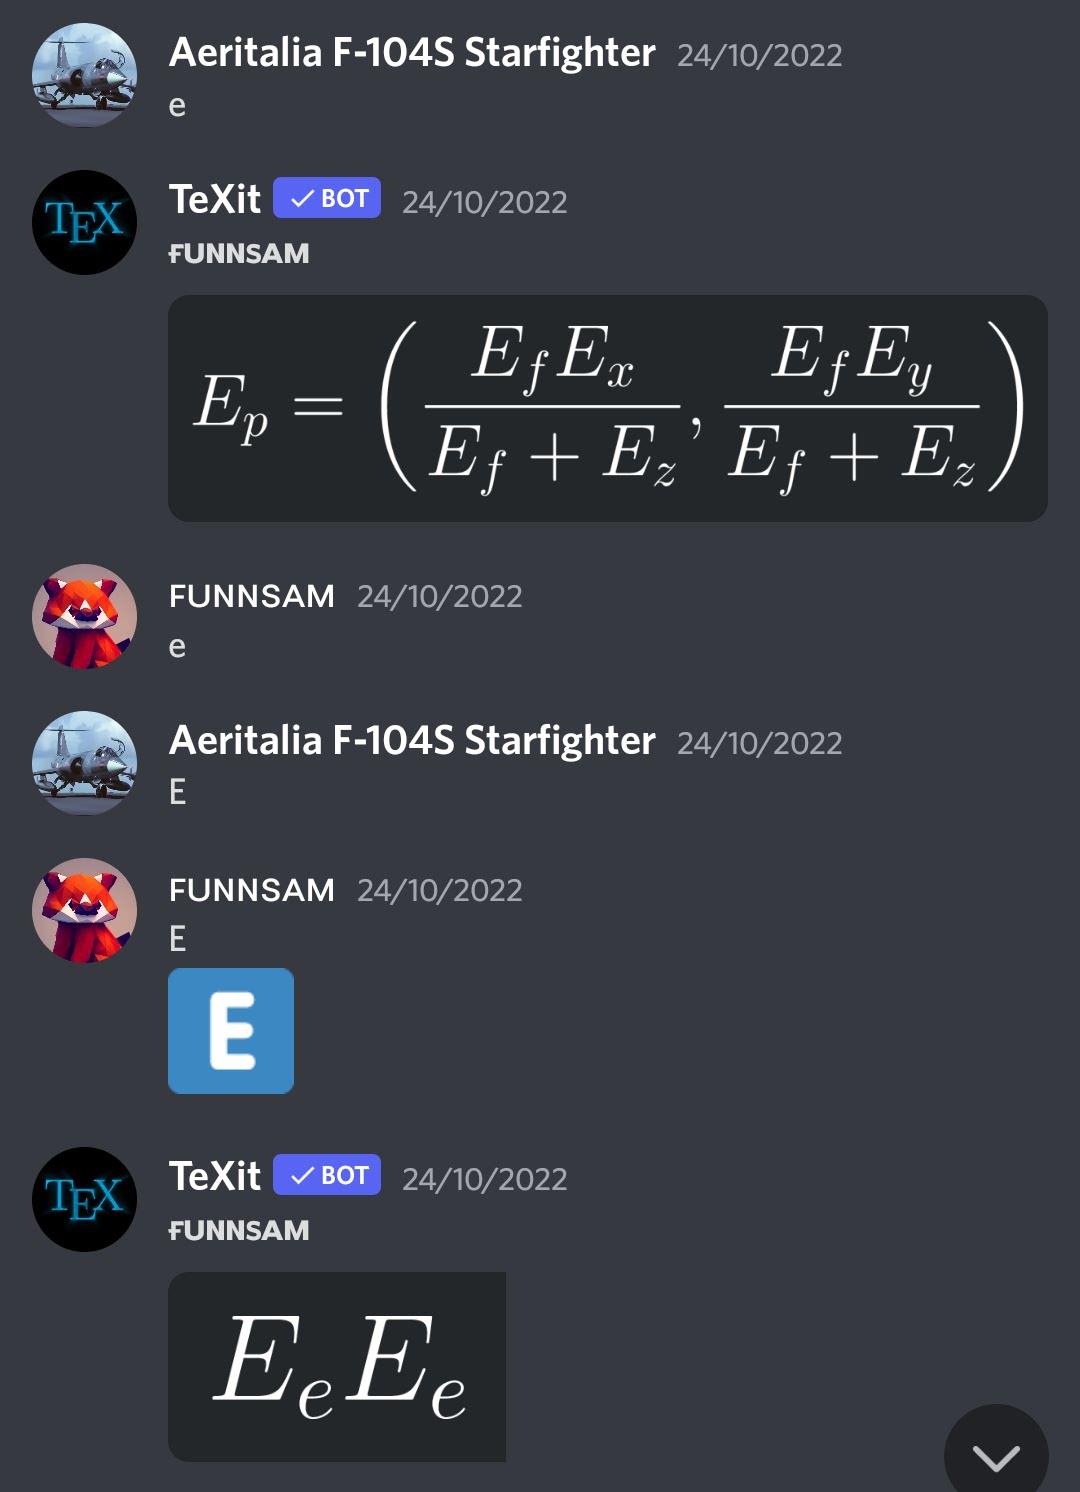 Aeritalia F-104S Starfighter 24/10/2022
e
TEX
TeXit ✓ BOT 24/10/2022
ꞘUNNSAM
E_p = \left( \frac{E_f E_x}{E_f + E_z}, \frac{E_f E_y}{E_f + E_z} \right)
FUNNSAM 24/10/2022
e
Aeritalia F-104S Starfighter 24/10/2022
E
FUNNSAM 24/10/2022
E
E
TEX
TeXit ✓ BOT 24/10/2022
ꞘUNNSAM
E_e E_e